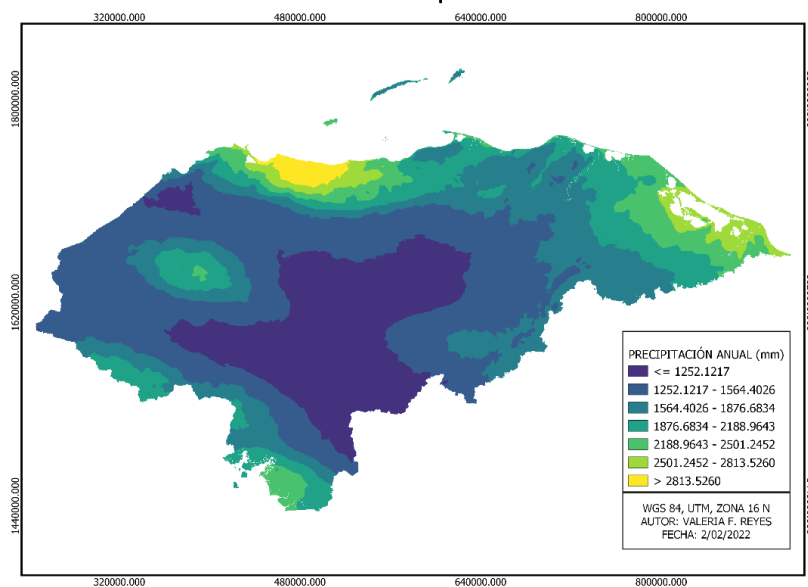 320000.000 480000.000 640000.000 800000.000
1800000.000
1620000.000
1440000.000
PRECIPITACIÓN ANUAL (mm)
<= 1252.1217
1252.1217 - 1564.4026
1564.4026 - 1876.6834
1876.6834 - 2188.9643
2188.9643 - 2501.2452
2501.2452 - 2813.5260
> 2813.5260
WGS 84, UTM, ZONA 16 N
AUTOR: VALERIA F. REYES
FECHA: 2/02/2022
320000.000 480000.000 640000.000 800000.000